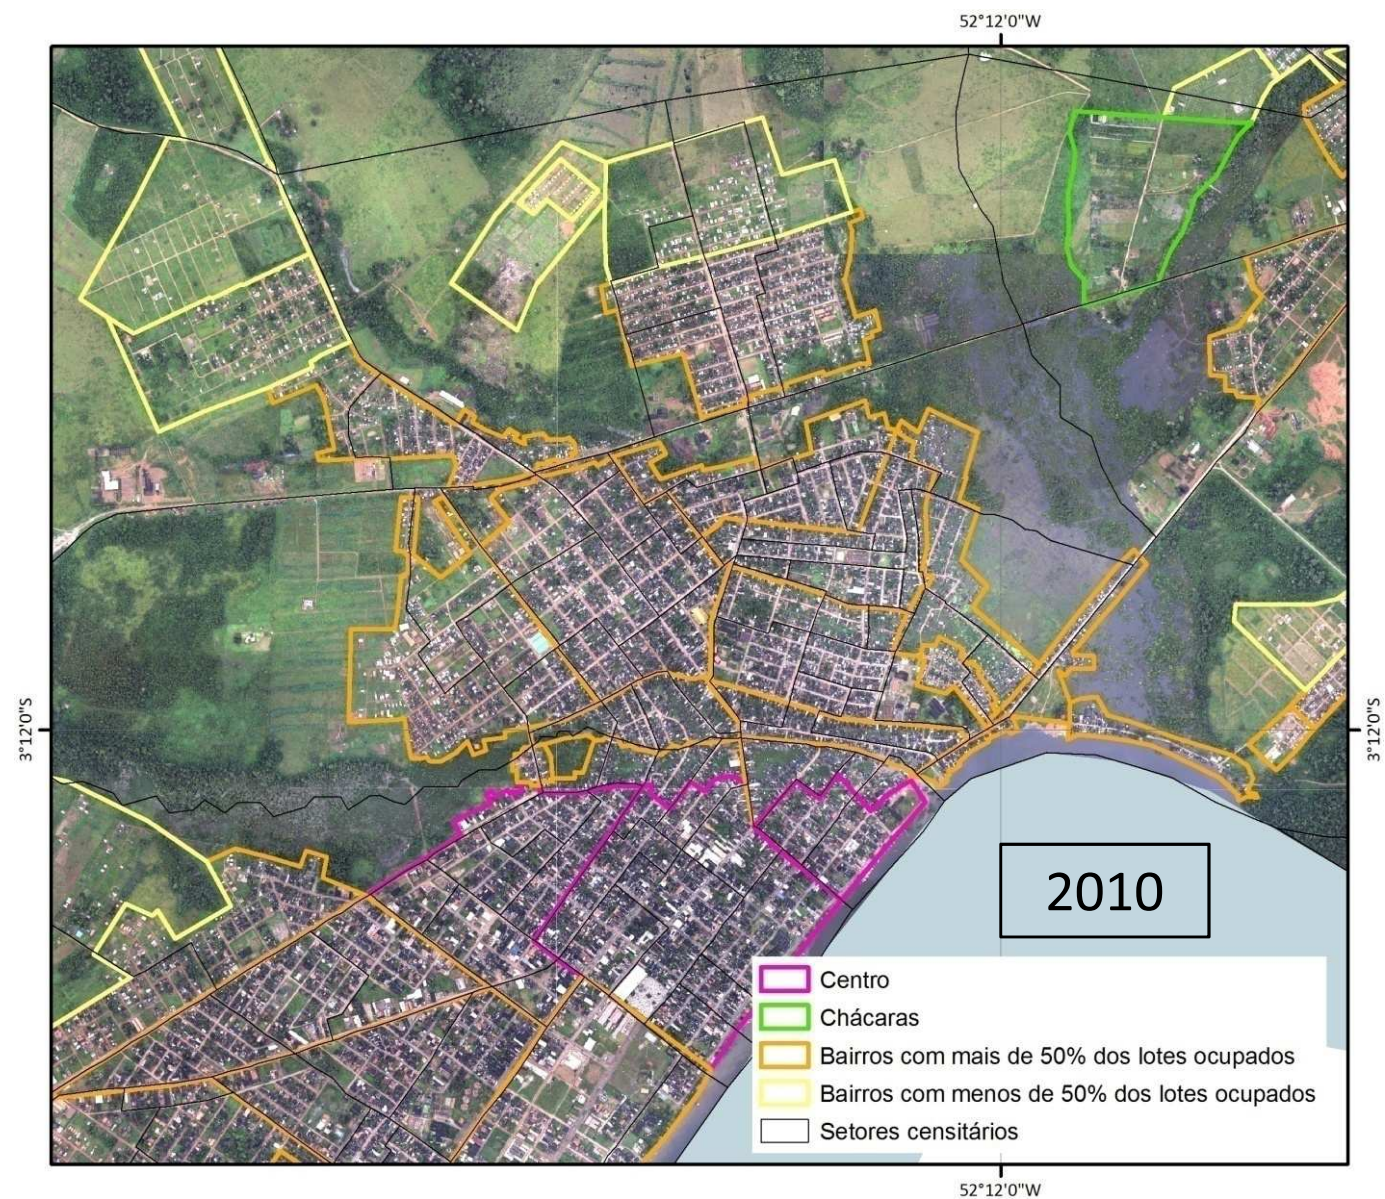 52°12'0"W
3°12'0"S
3°12'0"S
2010
Centro
Chácaras
Bairros com mais de 50% dos lotes ocupados
Bairros com menos de 50% dos lotes ocupados
Setores censitários
52°12'0"W